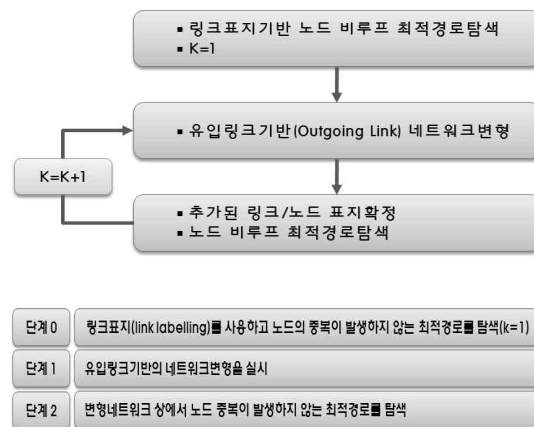 ▪ 링크표지기반 노드 비루프 최적경로탐색
▪ K=1
▪ 유입링크기반(Outgoing Link) 네트워크변형
K=K+1
▪ 추가된 링크/노드 표지확정
▪ 노드 비루프 최적경로탐색
단계 0 링크표지(link labelling)를 사용하고 노드의 중복이 발생하지 않는 최적경로를 탐색(k=1)
단계 1 유입링크기반의 네트워크변형을 실시
단계 2 변형네트워크 상에서 노드 중복이 발생하지 않는 최적경로를 탐색